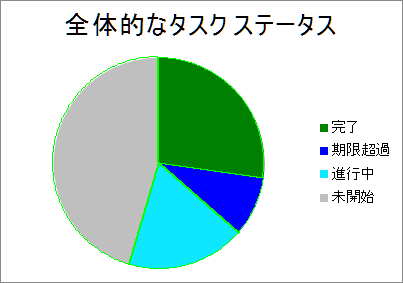 全体的なタスク ステータス
完了
期限超過
進行中
未開始